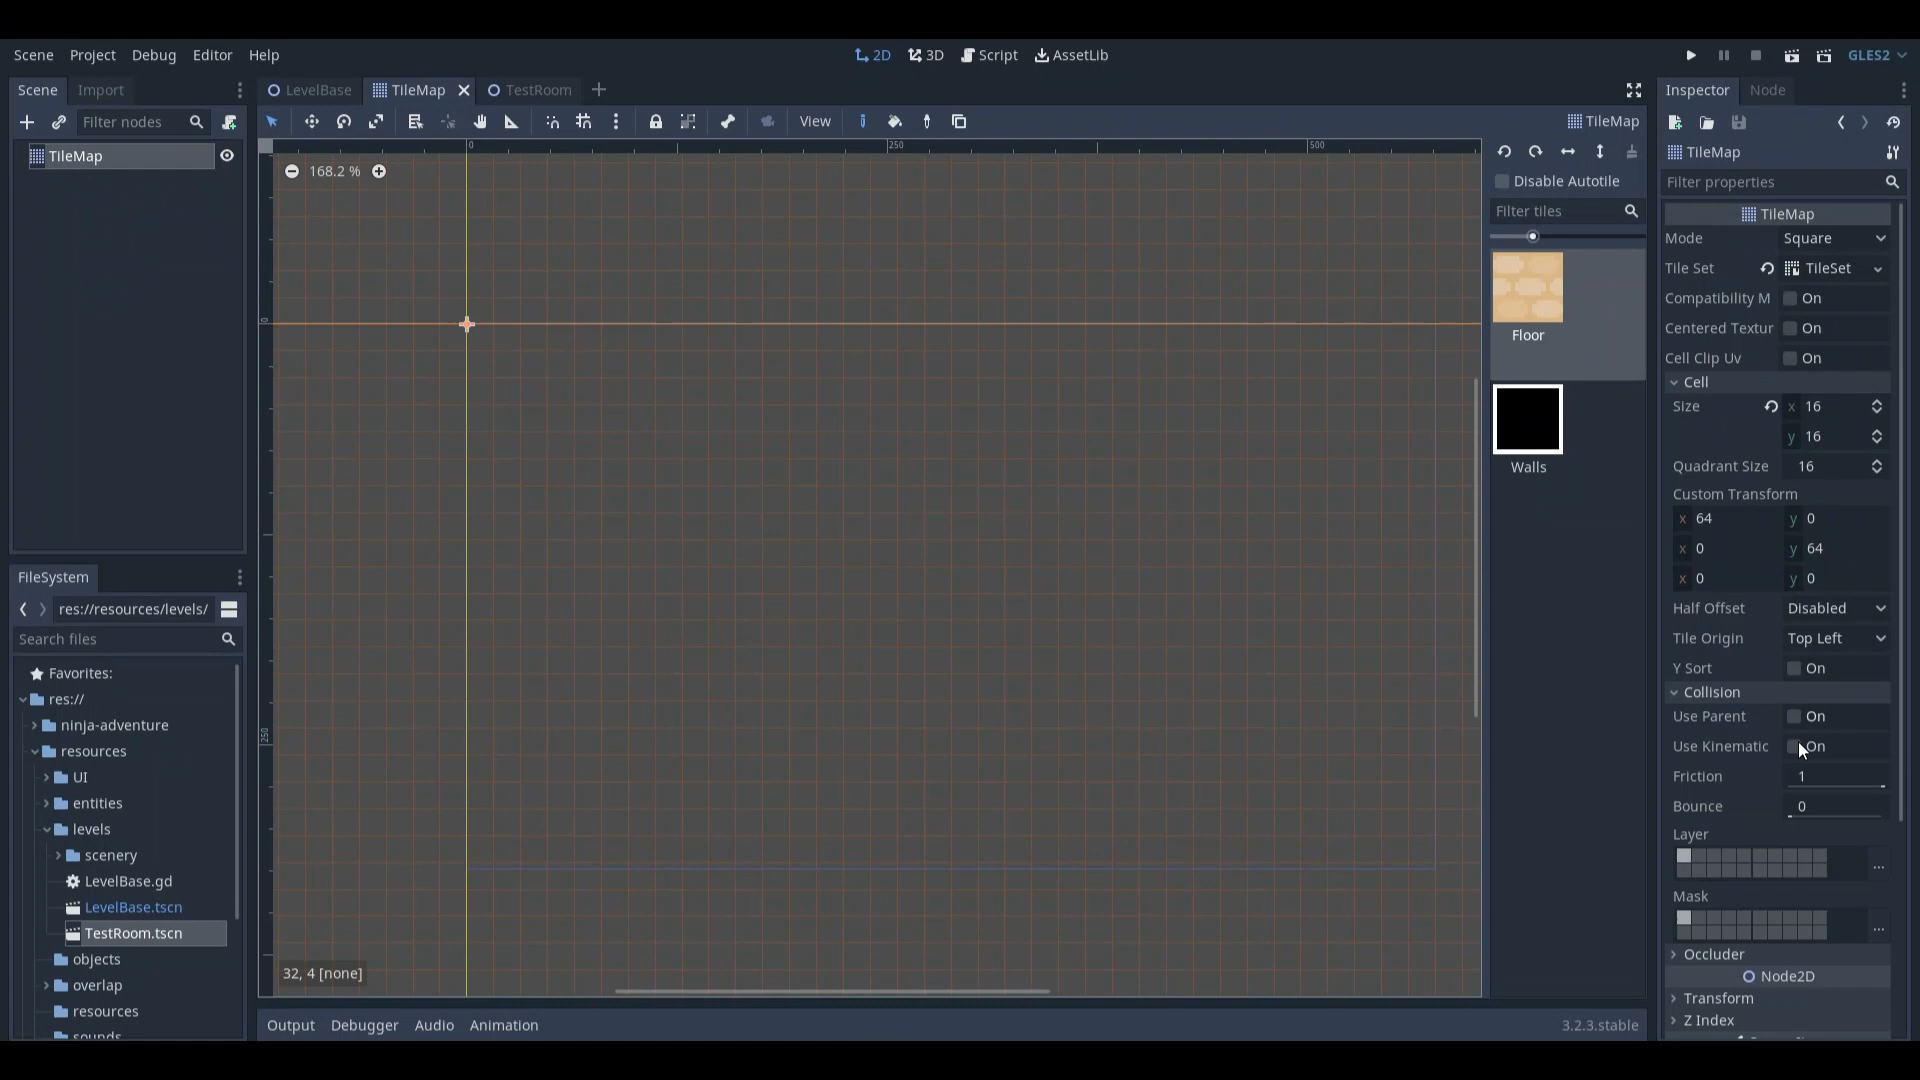 Scene Project Debug Editor Help
2D 3D Script AssetLib
GLES2
Scene Import
LevelBase TileMap TestRoom
Inspector Node
Filter nodes
View
TileMap
TileMap
Disable Autotile
Filter tiles
Floor
Walls
TileMap
Filter properties
TileMap
Mode Square
Tile Set TileSet
Compatibility M On
Centered Textur On
Cell Clip Uv On
Cell
Size x 16
y 16
Quadrant Size 16
Custom Transform
x 64 y 0
x 0 y 64
x 0 y 0
Half Offset Disabled
Tile Origin Top Left
Y Sort On
Collision
Use Parent On
Use Kinematic On
Friction 1
Bounce 0
Layer
...
Mask
...
Occluder
Node2D
Transform
Z Index
0 250 500
168.2 %
0
250
32, 4 [none]
FileSystem
res://resources/levels/
Search files
Favorites:
res://
ninja-adventure
resources
UI
entities
levels
scenery
LevelBase.gd
LevelBase.tscn
TestRoom.tscn
objects
overlap
resources
sounds
Output Debugger Audio Animation
3.2.3.stable